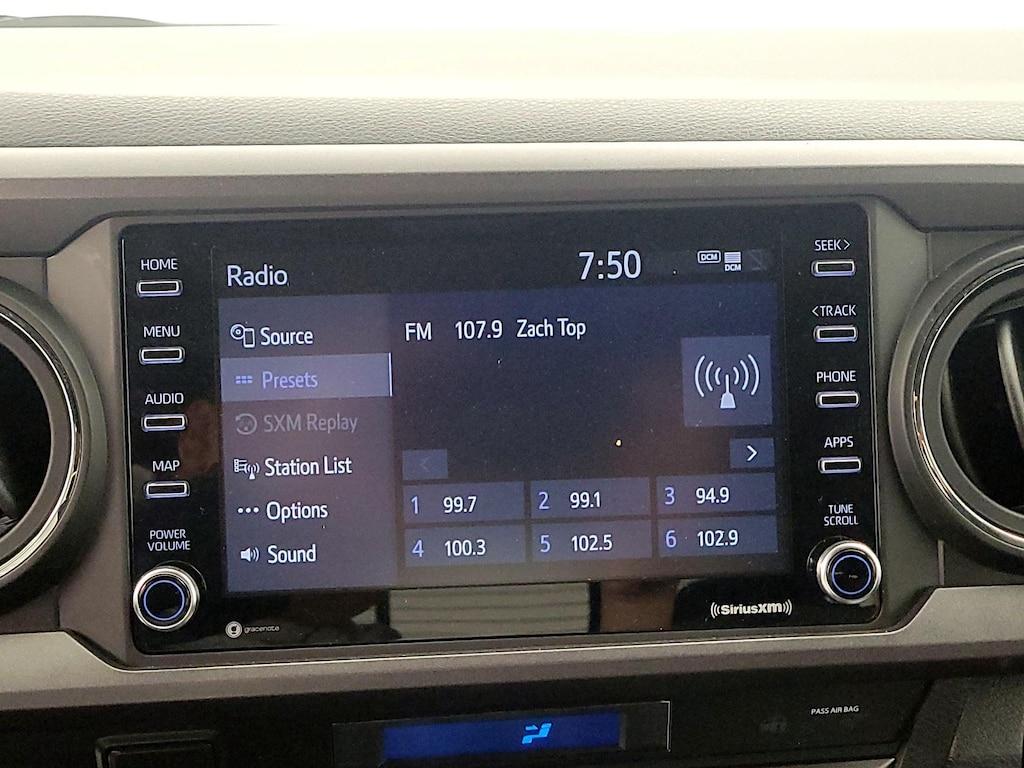 HOME
MENU
AUDIO
MAP
POWER
VOLUME
Radio
7:50
DCM
DCM
Source
Presets
SXM Replay
Station List
Options
Sound
FM 107.9 Zach Top
1 99.7
2 99.1
3 94.9
4 100.3
5 102.5
6 102.9
SEEK>
<TRACK
PHONE
APPS
TUNE
SCROLL
gracenote
((SiriusXM))
PASS AIR BAG